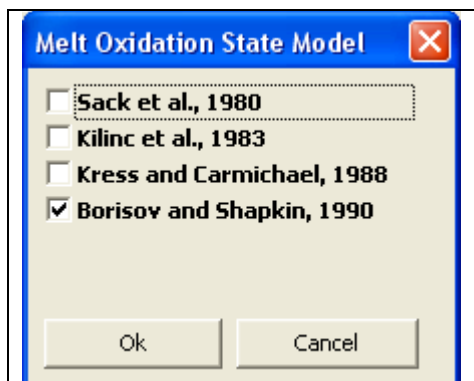 Melt Oxidation State Model
Sack et al., 1980
Kilinc et al., 1983
Kress and Carmichael, 1988
Borisov and Shapkin, 1990
Ok
Cancel